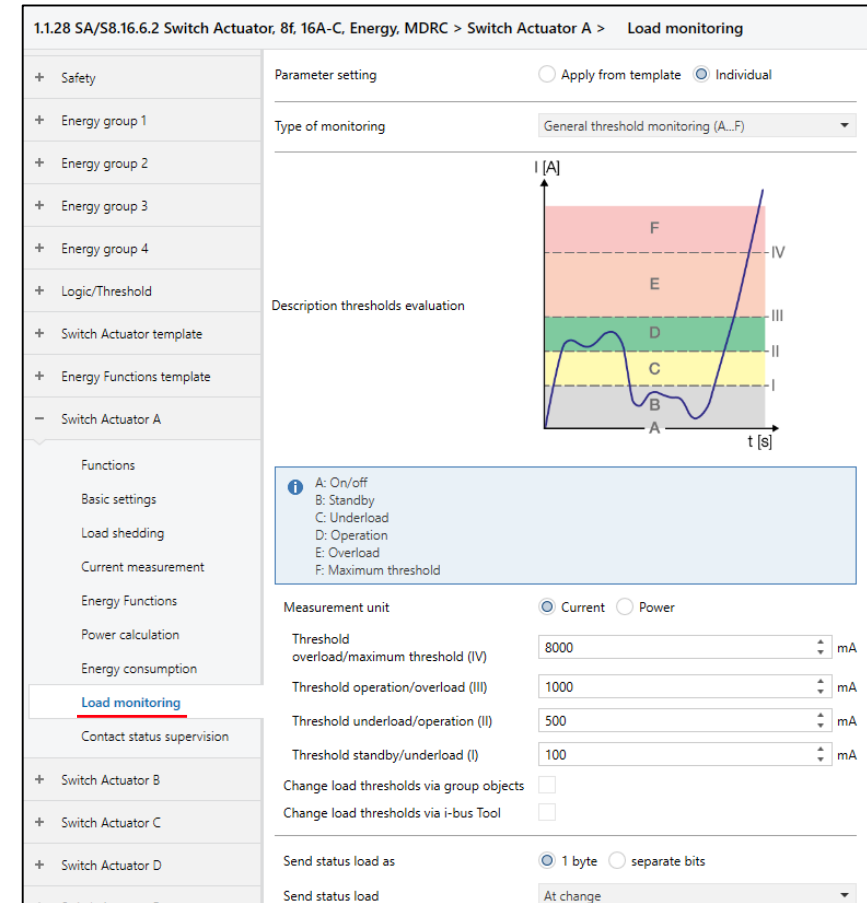 1.1.28 SA/S8.16.6.2 Switch Actuator, 8f, 16A-C, Energy, MDRC > Switch Actuator A > Load monitoring
+ Safety
+ Energy group 1
+ Energy group 2
+ Energy group 3
+ Energy group 4
+ Logic/Threshold
+ Switch Actuator template
+ Energy Functions template
– Switch Actuator A
Functions
Basic settings
Load shedding
Current measurement
Energy Functions
Power calculation
Energy consumption
Load monitoring
Contact status supervision
+ Switch Actuator B
+ Switch Actuator C
+ Switch Actuator D
Parameter setting Apply from template Individual
Type of monitoring General threshold monitoring (A...F)
Description thresholds evaluation
I [A]
F
IV
E
III
D
II
C
I
B
A
t [s]
A: On/off
B: Standby
C: Underload
D: Operation
E: Overload
F: Maximum threshold
Measurement unit Current Power
Threshold
overload/maximum threshold (IV) 8000 mA
Threshold operation/overload (III) 1000 mA
Threshold underload/operation (II) 500 mA
Threshold standby/underload (I) 100 mA
Change load thresholds via group objects
Change load thresholds via i-bus Tool
Send status load as 1 byte separate bits
Send status load At change